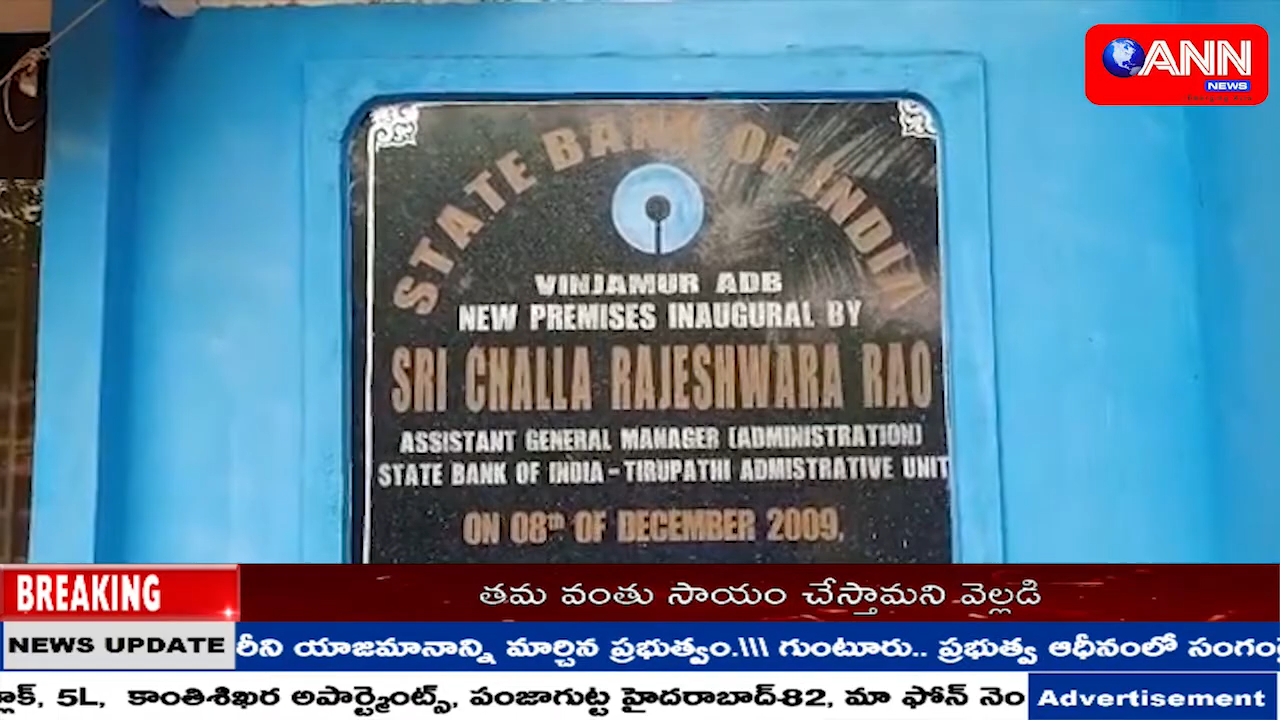 ANN
NEWS
STATE BANK OF INDIA
VINJAMUR ADB
NEW PREMISES INAUGURAL BY
SRI CHALLA RAJESHWARA RAO
ASSISTANT GENERAL MANAGER (ADMINISTRATION)
STATE BANK OF INDIA - TIRUPATHI ADMISTRATIVE UNIT
ON 08th OF DECEMBER 2009.
BREAKING
తమ వంతు సాయం చేస్తామని వెల్లడి
NEWS UPDATE
రీని యాజమానాన్ని మార్చిన ప్రభుత్వం.\\\ గుంటూరు.. ప్రభుత్వ ఆధీనంలో
5L, కాంతిశిఖర అపార్ట్మెంట్స్, పంజాగుట్ట హైదరాబాద్-82, మా ఫోన్ నెం
Advertisement